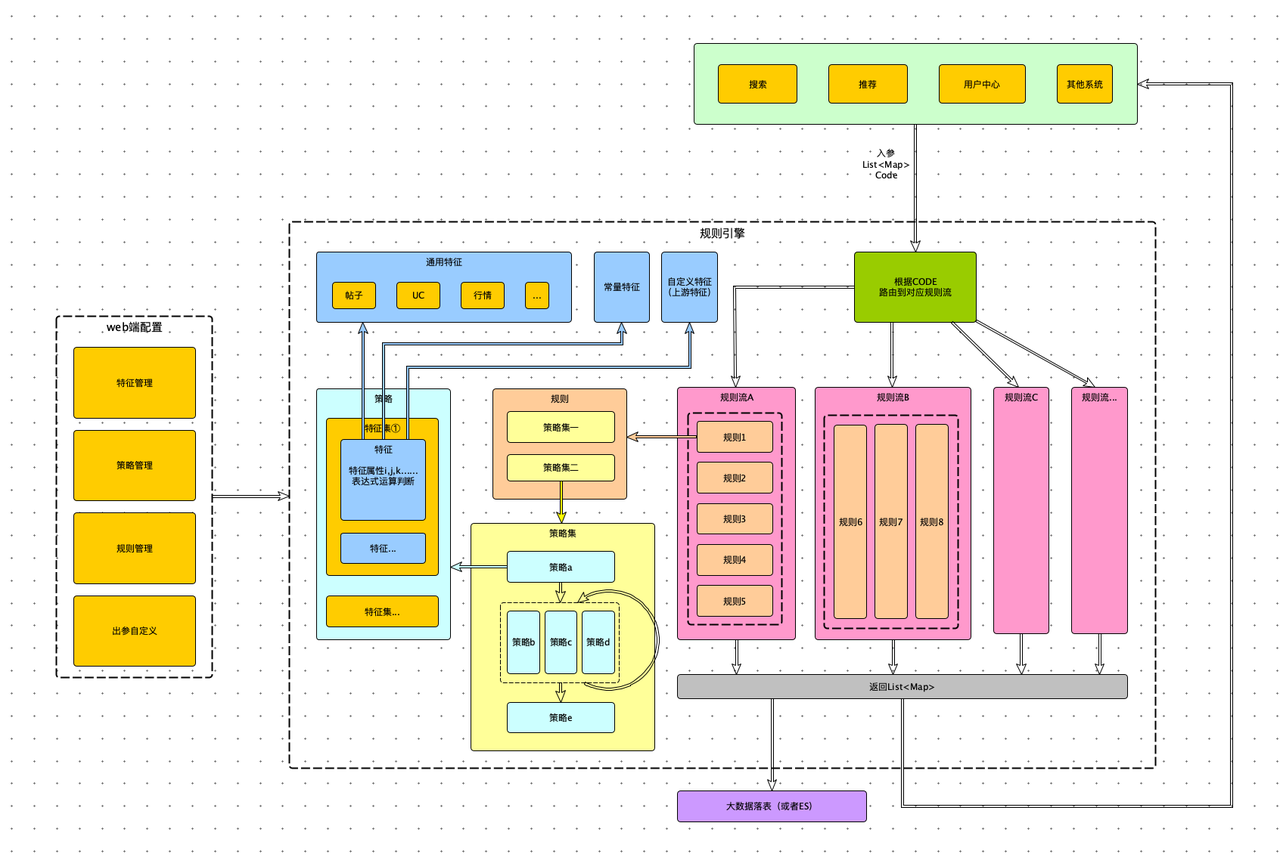 搜索
推荐
用户中心
其他系统
入参
List<Map>
Code
规则引擎
通用特征
帖子
UC
行情
...
常量特征
自定义特征
（上游特征）
根据CODE
路由到对应规则流
web端配置
特征管理
策略管理
规则管理
出参自定义
策略
特征集①
特征
特征属性i,j,k......
表达式运算判断
特征...
特征集...
规则
策略集一
策略集二
策略集
策略a
策略b
策略c
策略d
策略e
规则流A
规则1
规则2
规则3
规则4
规则5
规则流B
规则6
规则7
规则8
规则流C
规则流...
返回List<Map>
大数据落表（或者ES）